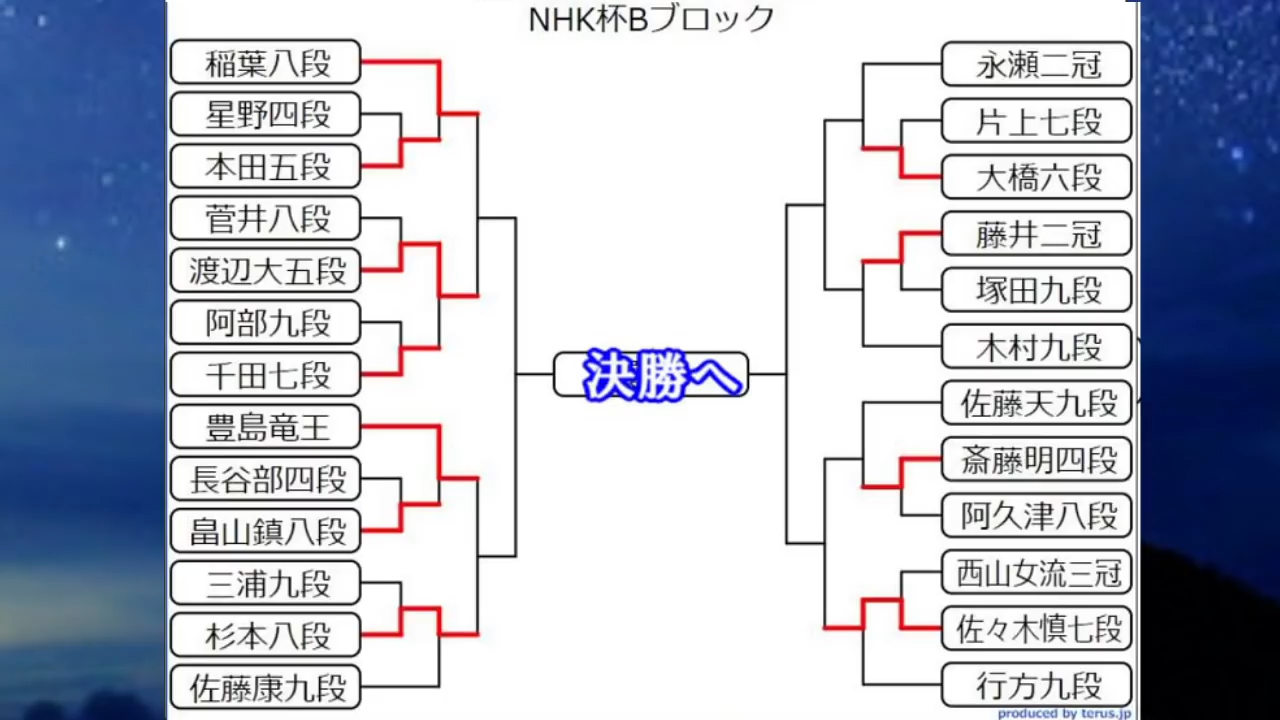 NHK杯Bブロック
稲葉八段
星野四段
本田五段
菅井八段
渡辺大五段
阿部九段
千田七段
豊島竜王
長谷部四段
畠山鎮八段
三浦九段
杉本八段
佐藤康九段
決勝へ
永瀬二冠
片上七段
大橋六段
藤井二冠
塚田九段
木村九段
佐藤天九段
斎藤明四段
阿久津八段
西山女流三冠
佐々木慎七段
行方九段
produced by terus.jp